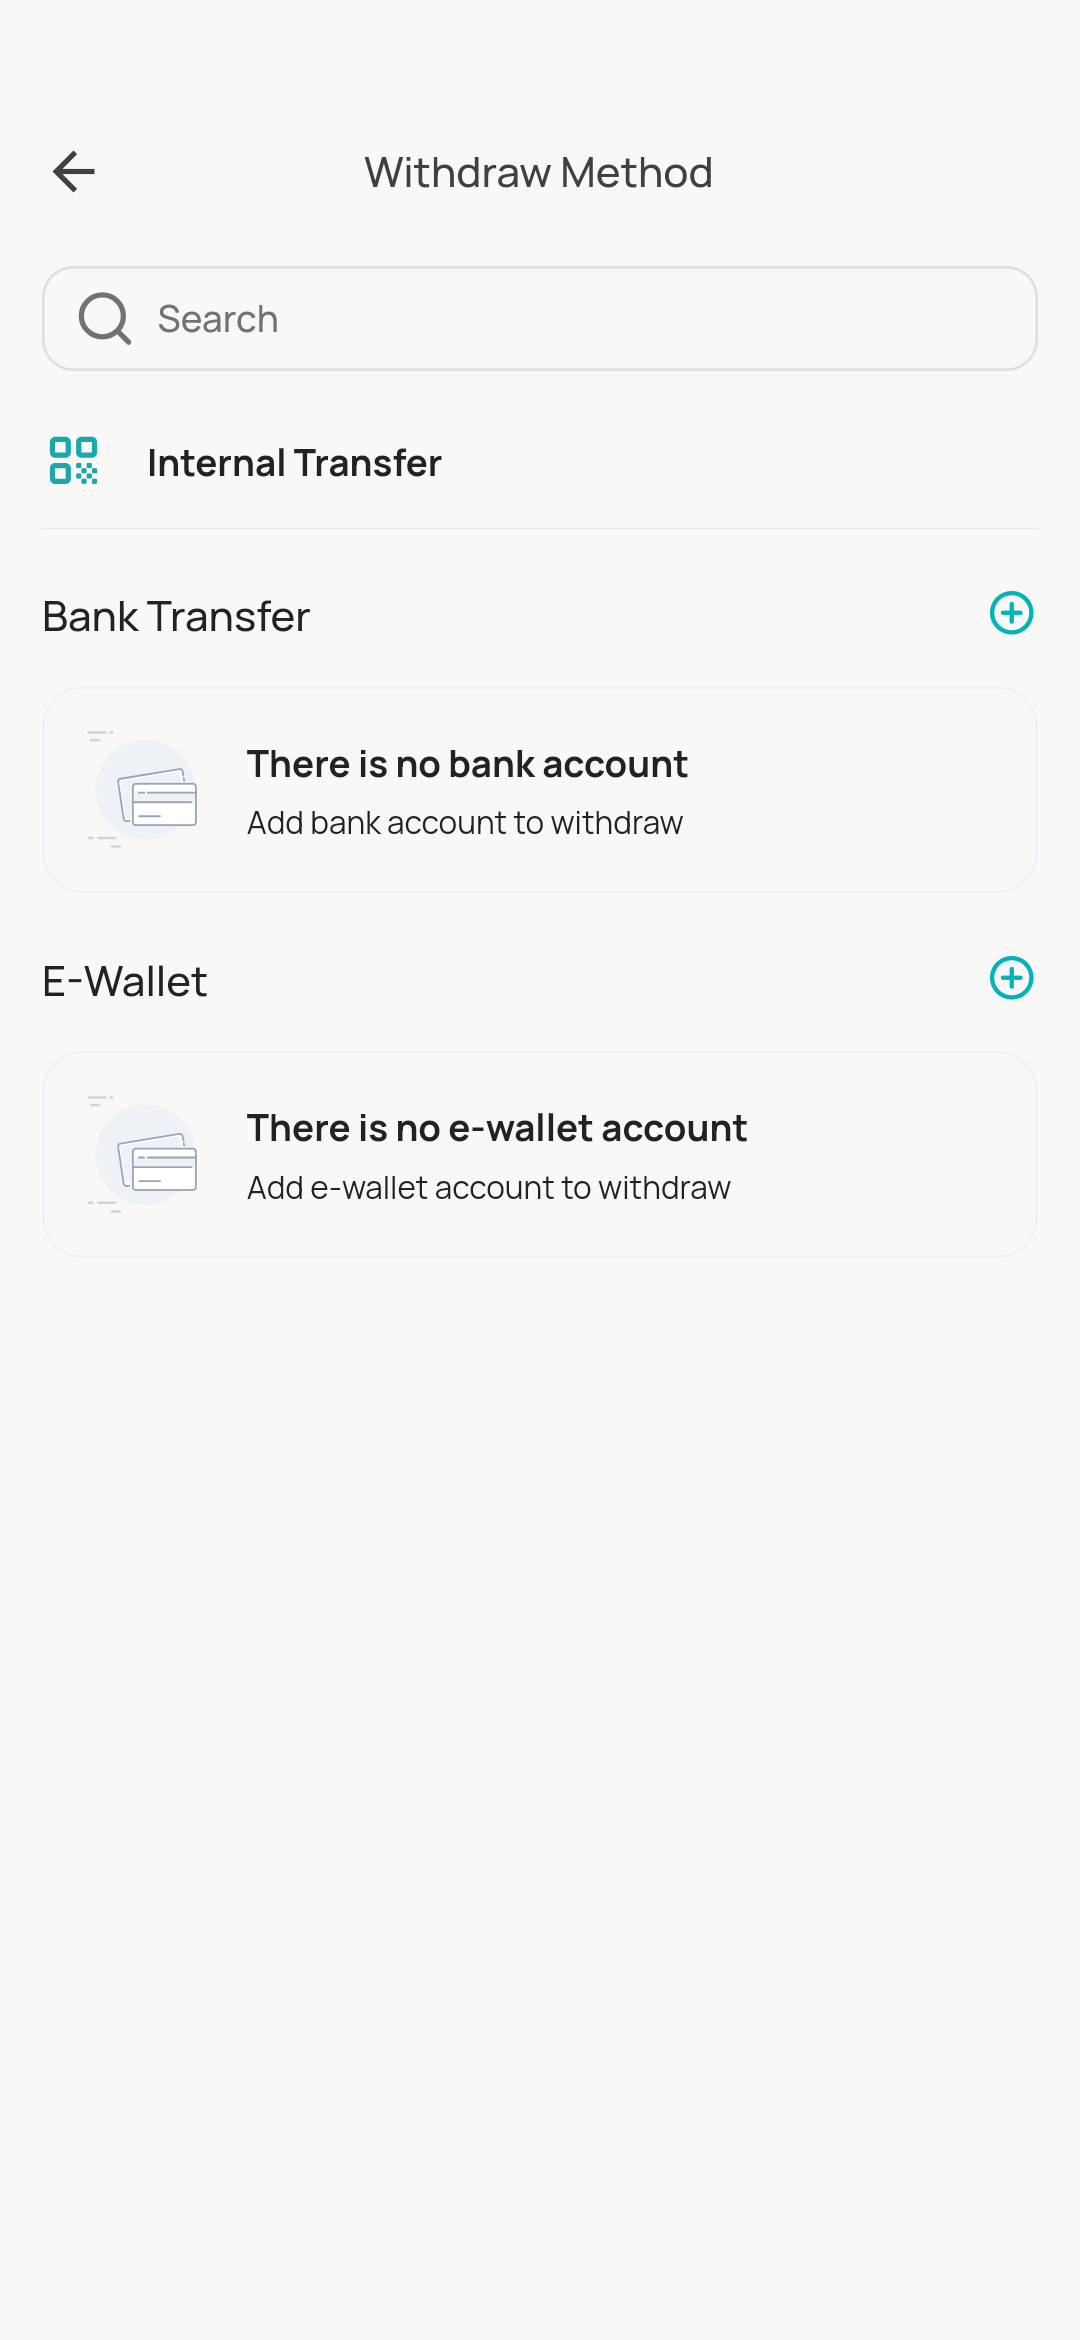 Withdraw Method
Search
Internal Transfer
Bank Transfer
There is no bank account
Add bank account to withdraw
E-Wallet
There is no e-wallet account
Add e-wallet account to withdraw